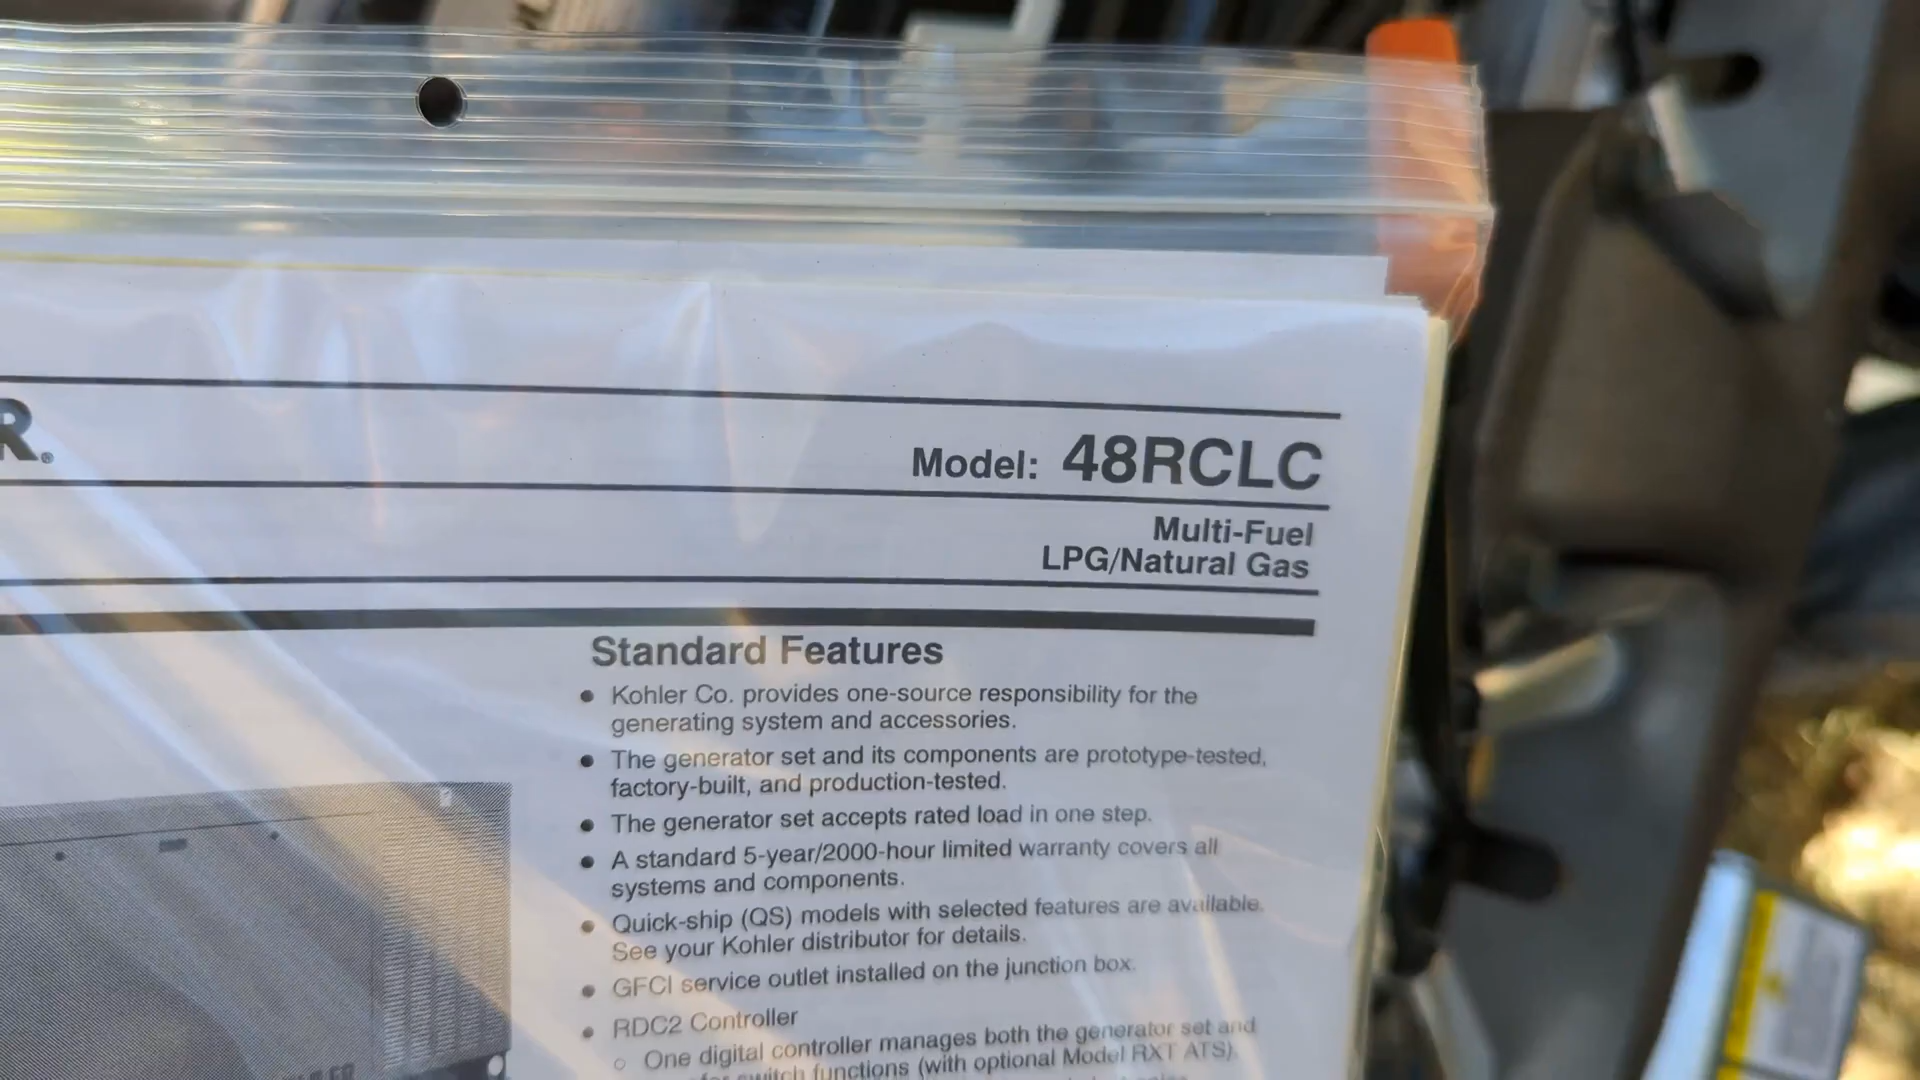 R®
Model: 48RCLC
Multi-Fuel
LPG/Natural Gas
Standard Features
● Kohler Co. provides one-source responsibility for the
generating system and accessories.
● The generator set and its components are prototype-tested,
factory-built, and production-tested.
● The generator set accepts rated load in one step.
● A standard 5-year/2000-hour limited warranty covers all
systems and components.
● Quick-ship (QS) models with selected features are available.
See your Kohler distributor for details.
● GFCI service outlet installed on the junction box.
● RDC2 Controller
○ One digital controller manages both the generator set and
switch functions (with optional Model RXT ATS).